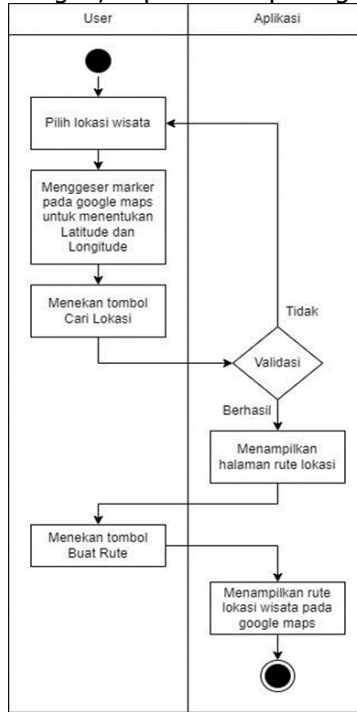 User
Aplikasi
Pilih lokasi wisata
Menggeser marker
pada google maps
untuk menentukan
Latitude dan
Longitude
Menekan tombol
Cari Lokasi
Tidak
Validasi
Berhasil
Menampilkan
halaman rute lokasi
Menekan tombol
Buat Rute
Menampilkan rute
lokasi wisata pada
google maps